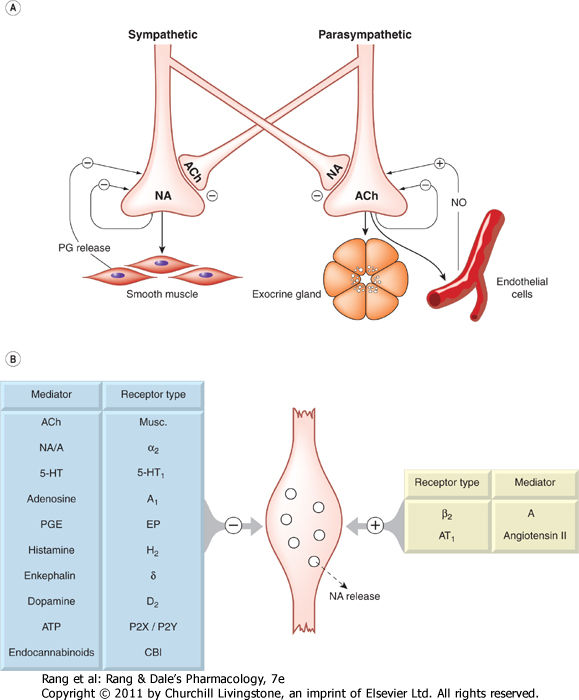 A
Sympathetic
Parasympathetic
ACh
NA
NA
ACh
NO
PG release
Smooth muscle
Exocrine gland
Endothelial
cells
B
Mediator Receptor type
ACh Musc.
NA/A α2
5-HT 5-HT1
Adenosine A1
PGE EP
Histamine H2
Enkephalin δ
Dopamine D2
ATP P2X / P2Y
Endocannabinoids CBI
− +
Receptor type Mediator
β2 A
AT1 Angiotensin II
NA release
Rang et al: Rang & Dale's Pharmacology, 7e
Copyright © 2011 by Churchill Livingstone, an imprint of Elsevier Ltd. All rights reserved.